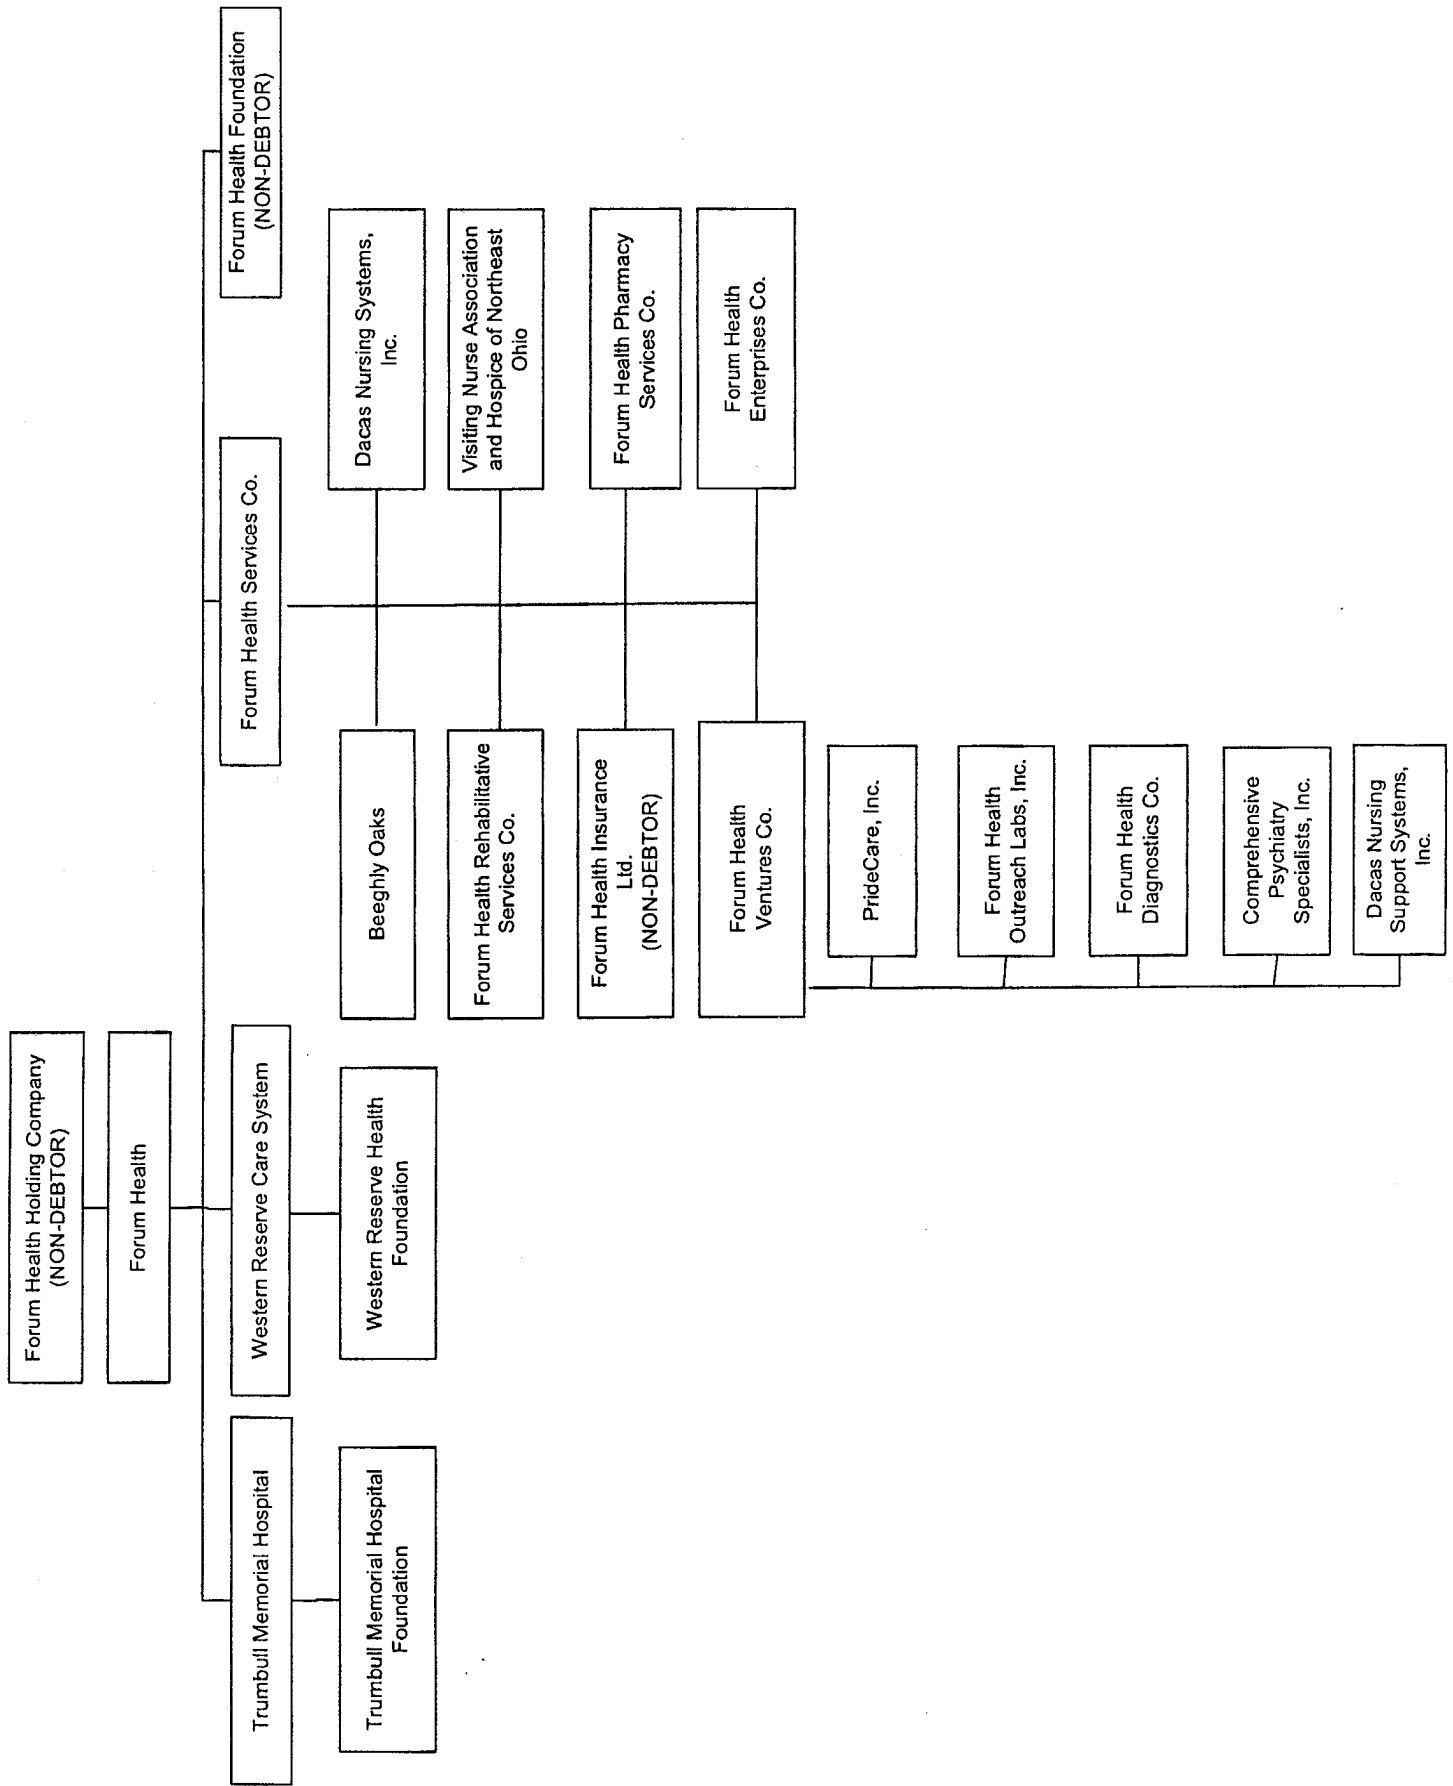 Forum Health Holding Company
(NON-DEBTOR)
Forum Health
Trumbull Memorial Hospital
Western Reserve Care System
Forum Health Services Co.
Forum Health Foundation
(NON-DEBTOR)
Trumbull Memorial Hospital
Foundation
Western Reserve Health
Foundation
Beeghly Oaks
Dacas Nursing Systems,
Inc.
Forum Health Rehabilitative
Services Co.
Visiting Nurse Association
and Hospice of Northeast
Ohio
Forum Health Insurance
Ltd.
(NON-DEBTOR)
Forum Health Pharmacy
Services Co.
Forum Health
Ventures Co.
Forum Health
Enterprises Co.
PrideCare, Inc.
Forum Health
Outreach Labs, Inc.
Forum Health
Diagnostics Co.
Comprehensive
Psychiatry
Specialists, Inc.
Dacas Nursing
Support Systems,
Inc.